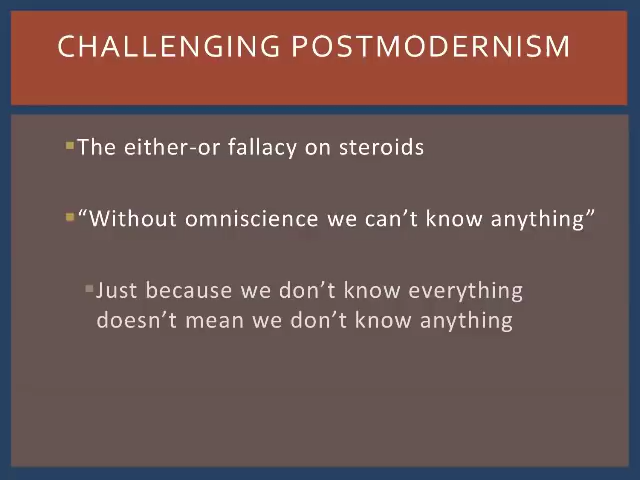 CHALLENGING POSTMODERNISM
The either-or fallacy on steroids
“Without omniscience we can’t know anything”
Just because we don’t know everything
doesn’t mean we don’t know anything